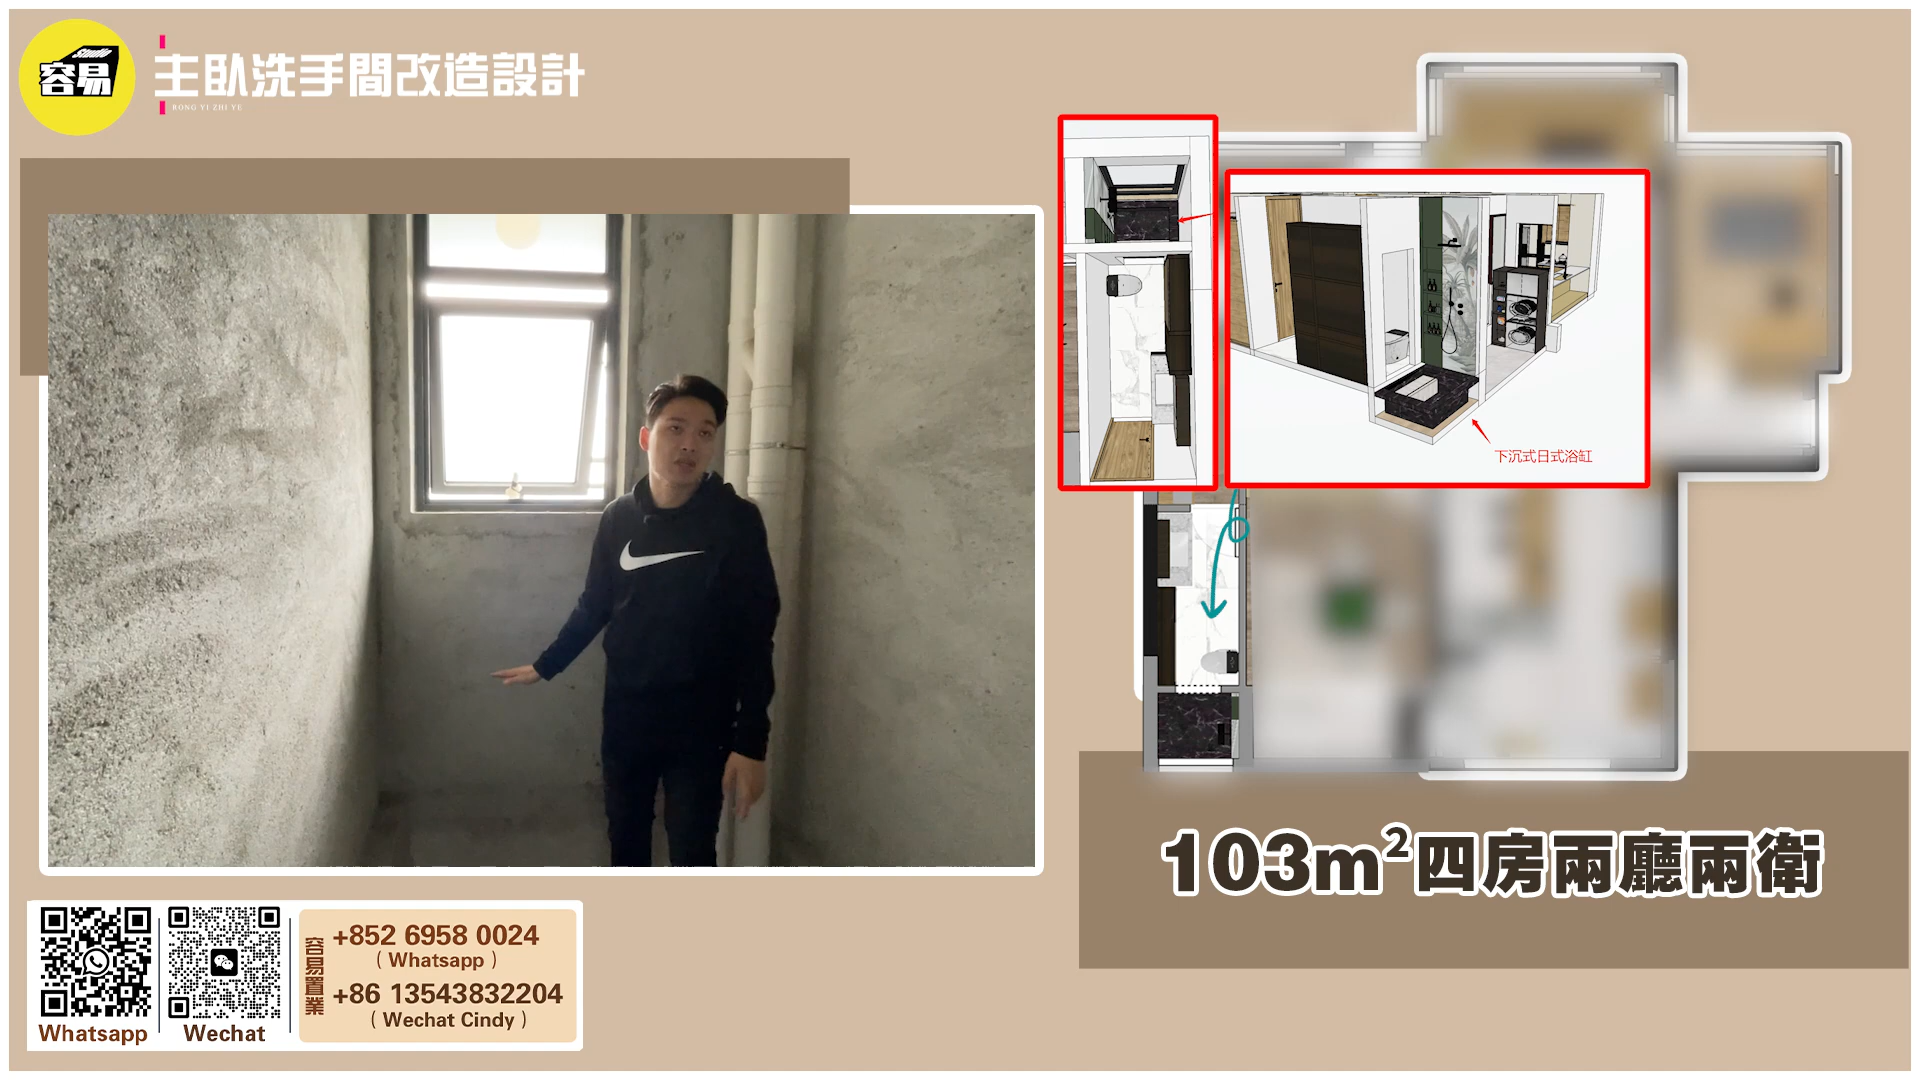 Studio
容易
主臥洗手間改造設計
RONG YI ZHI YE
下沉式日式浴缸
103m²四房兩廳兩衛
容易置業
+852 6958 0024
( Whatsapp )
+86 13543832204
( Wechat Cindy )
Whatsapp
Wechat